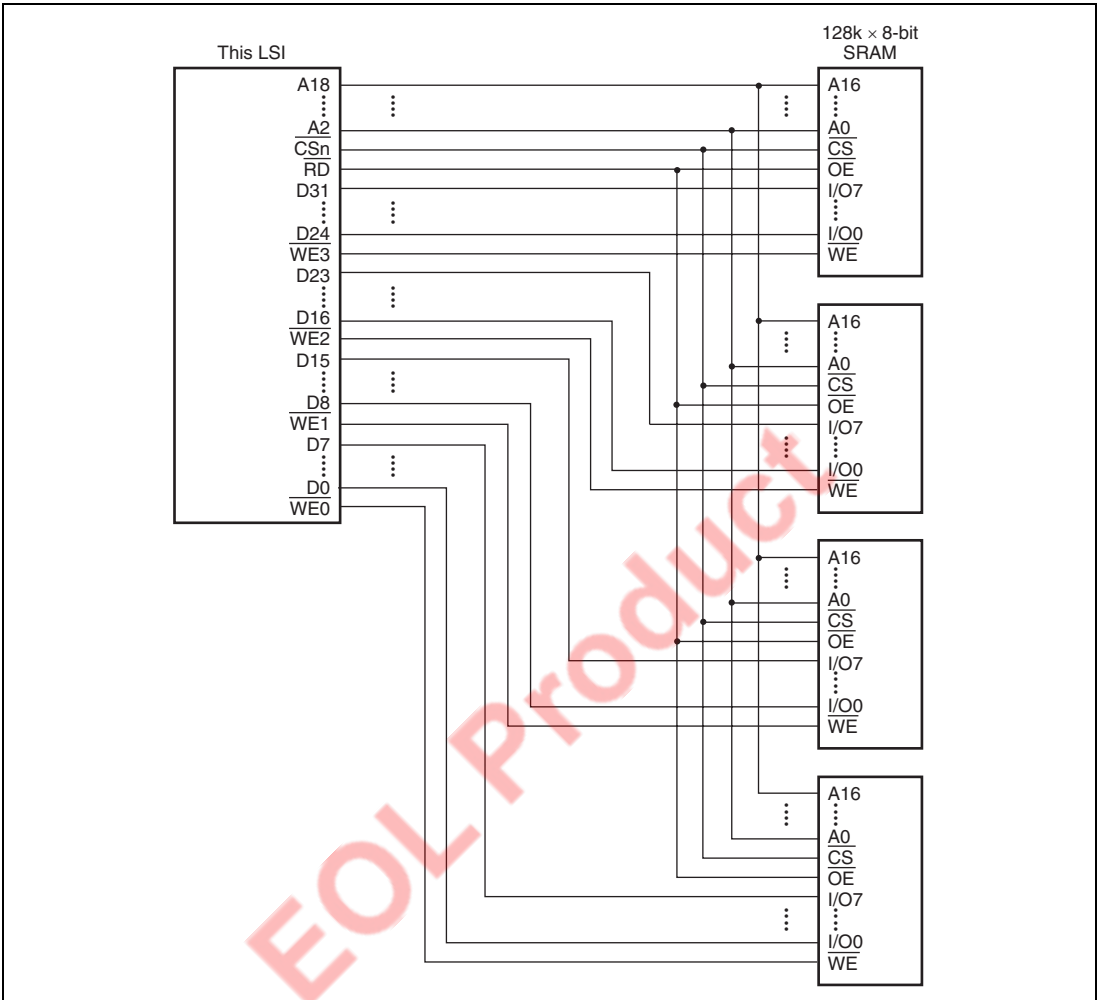 This LSI
A18
A2
CSn
RD
D31
D24
WE3
D23
D16
WE2
D15
D8
WE1
D7
D0
WE0
128k × 8-bit
SRAM
A16
A0
CS
OE
I/O7
I/O0
WE
A16
A0
CS
OE
I/O7
I/O0
WE
A16
A0
CS
OE
I/O7
I/O0
WE
A16
A0
CS
OE
I/O7
I/O0
WE
EOL Product